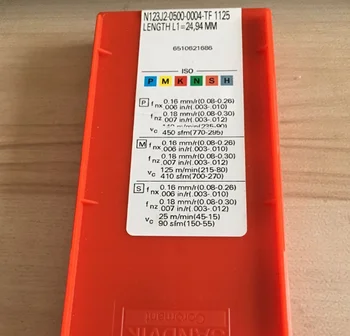 N123J2-0500-0004-TF 1125
LENGTH L1=24,94 MM
6510621686
ISO
P M K N S H
P fnx 0.16 mm/r(0.08-0.26)
.006 in/r(.003-.010)
fnz 0.18 mm/r(0.08-0.30)
.007 in/r(.003-.012)
vc 450 sfm(770-295)
M fnx 0.16 mm/r(0.08-0.26)
.006 in/r(.003-.010)
fnz 0.18 mm/r(0.08-0.30)
.007 in/r(.003-.012)
vc 125 m/min(215-80)
410 sfm(700-270)
S fnx 0.16 mm/r(0.08-0.26)
.006 in/r(.003-.010)
fnz 0.18 mm/r(0.08-0.30)
.007 in/r(.003-.012)
vc 25 m/min(45-15)
90 sfm(150-55)
SANDVIK
Coromant